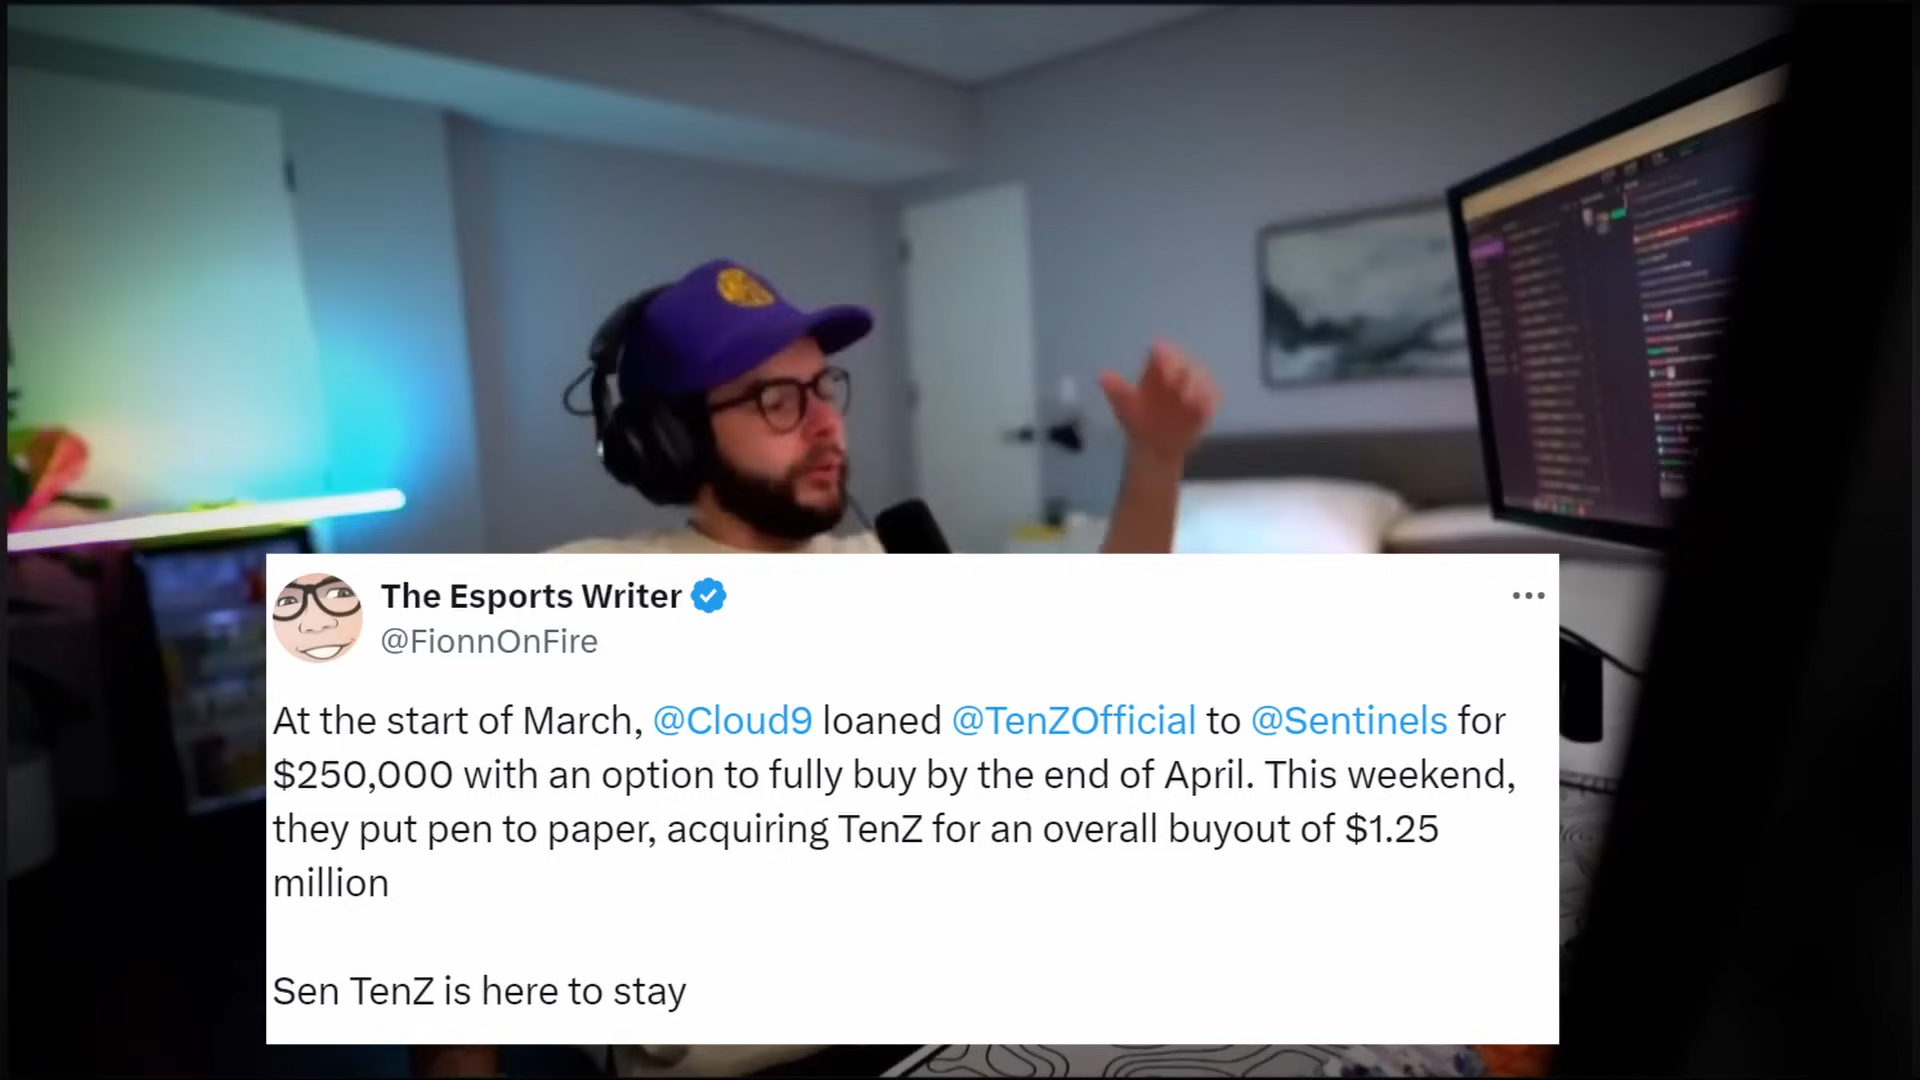 The Esports Writer
@FionnOnFire
At the start of March, @Cloud9 loaned @TenZOfficial to @Sentinels for
$250,000 with an option to fully buy by the end of April. This weekend,
they put pen to paper, acquiring TenZ for an overall buyout of $1.25
million
Sen TenZ is here to stay